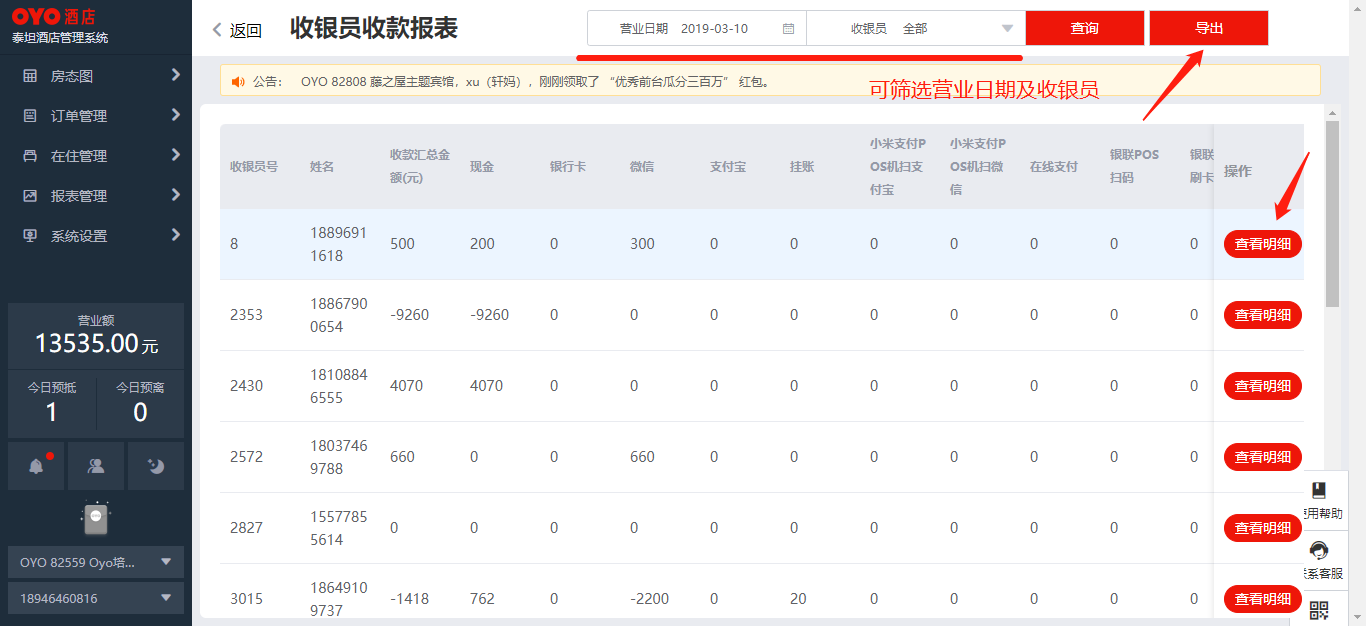 OYO 酒店
泰坦酒店管理系统
房态图
订单管理
在住管理
报表管理
系统设置
营业额
13535.00 元
今日预抵 今日预离
1 0
OYO 82559 Oyo培...
18946460816
返回 收银员收款报表 营业日期 2019-03-10 收银员 全部 查询 导出
公告： OYO 82808 藤之屋主题宾馆，xu（轩妈），刚刚领取了“优秀前台瓜分三百万” 红包。
可筛选营业日期及收银员
收银员号 姓名 收款汇总金额(元) 现金 银行卡 微信 支付宝 挂账 小米支付POS机扫支付宝 小米支付POS机扫微信 在线支付 银联POS扫码 银联刷卡 操作
8 18896911618 500 200 0 300 0 0 0 0 0 0 0 查看明细
2353 18867900654 -9260 -9260 0 0 0 0 0 0 0 0 0 查看明细
2430 18108846555 4070 4070 0 0 0 0 0 0 0 0 0 查看明细
2572 18037469788 660 0 0 660 0 0 0 0 0 0 0 查看明细
2827 15577855614 0 0 0 0 0 0 0 0 0 0 0 查看明细
3015 18649109737 -1418 762 0 -2200 0 20 0 0 0 0 0 查看明细
用帮助
系客服